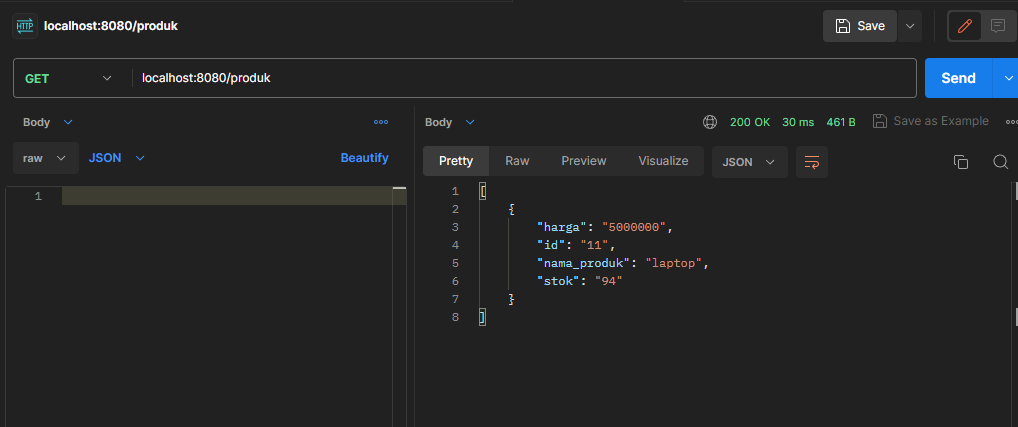 HTTP localhost:8080/produk Save
GET localhost:8080/produk Send
Body Body 200 OK 30 ms 461 B Save as Example
raw JSON Beautify Pretty Raw Preview Visualize JSON
1
1 [
2 {
3 "harga": "5000000",
4 "id": "11",
5 "nama_produk": "laptop",
6 "stok": "94"
7 }
8 ]